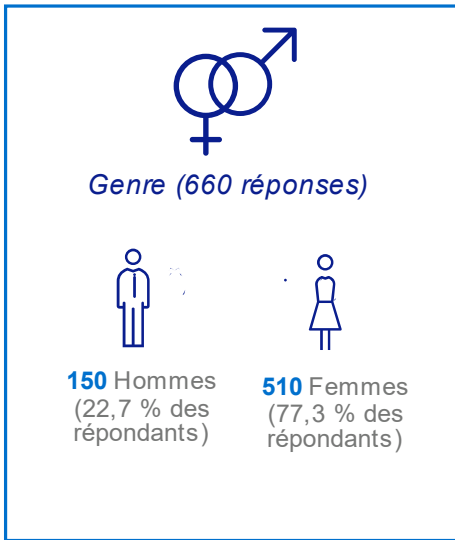 Genre (660 réponses)
150 Hommes
(22,7 % des
répondants)
510 Femmes
(77,3 % des
répondants)